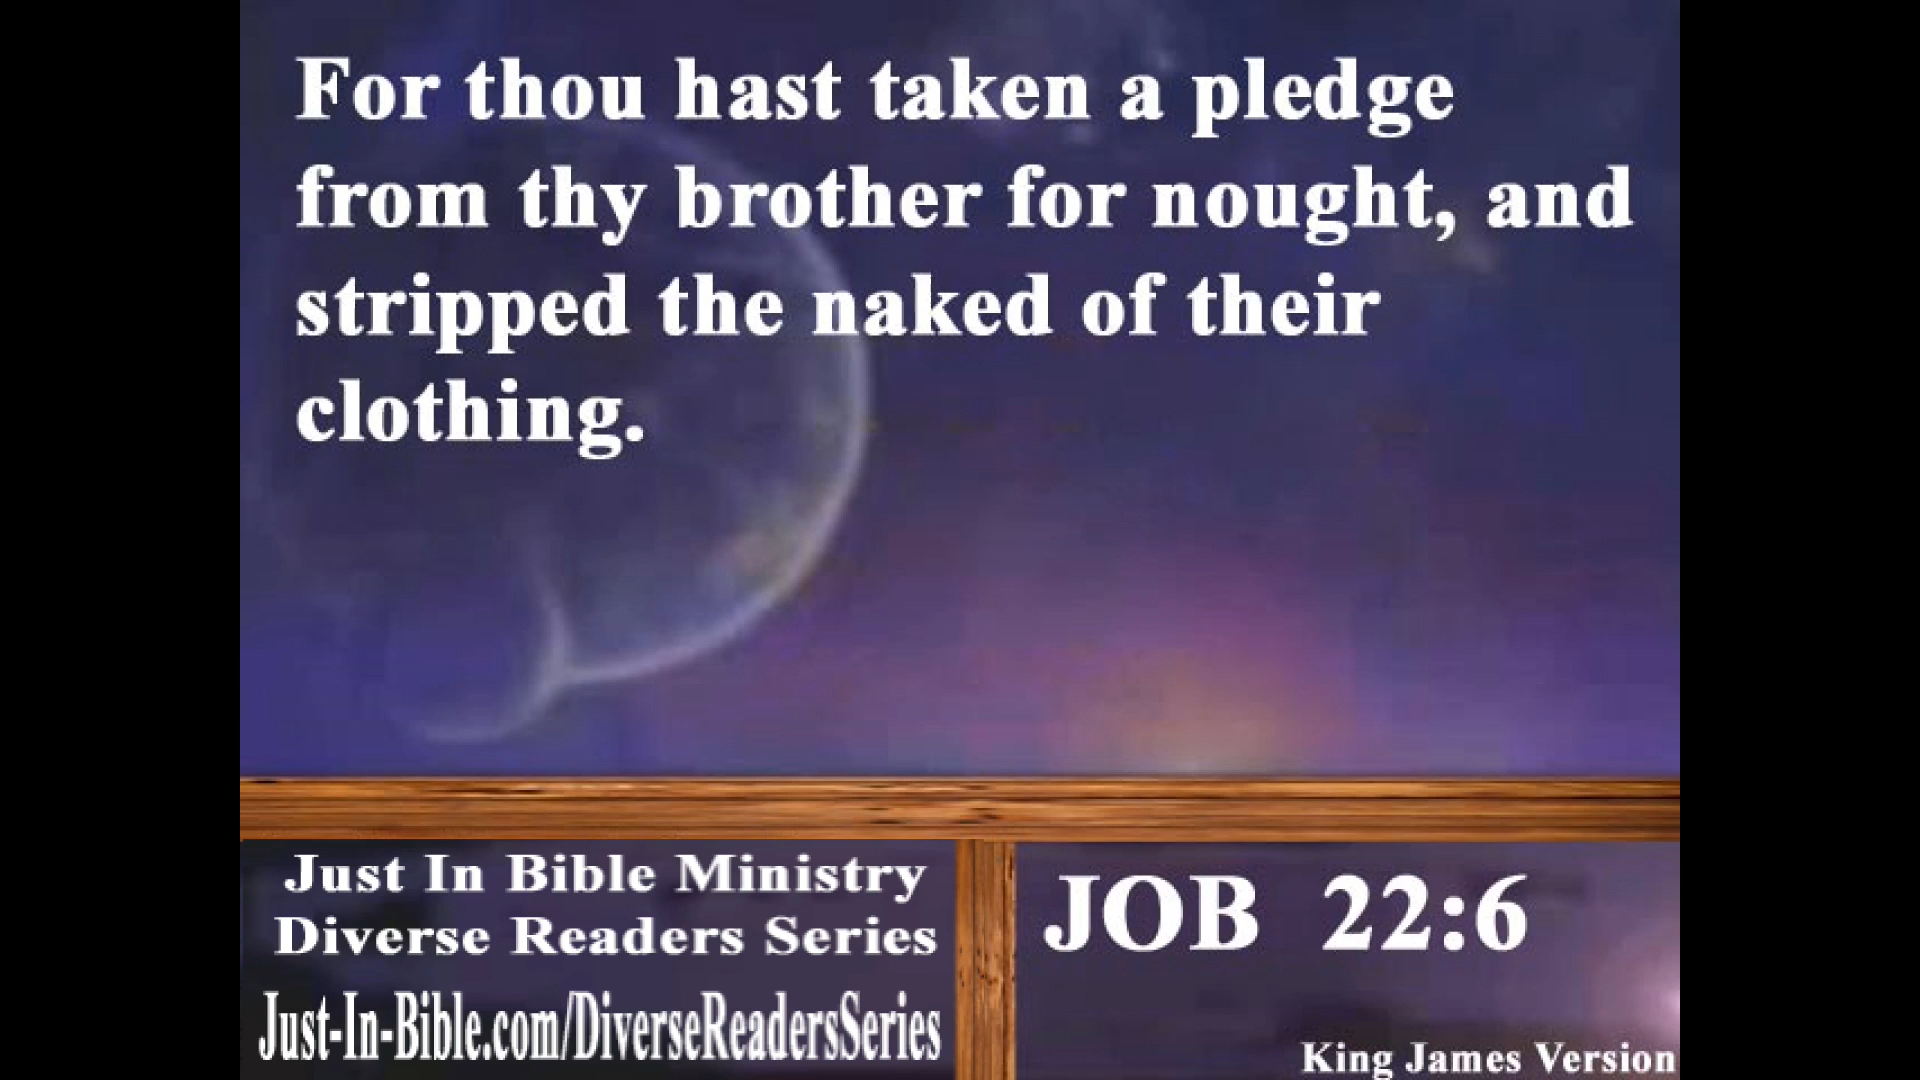 For thou hast taken a pledge
from thy brother for nought, and
stripped the naked of their
clothing.
Just In Bible Ministry
Diverse Readers Series
Just-In-Bible.com/DiverseReadersSeries
JOB 22:6
King James Version